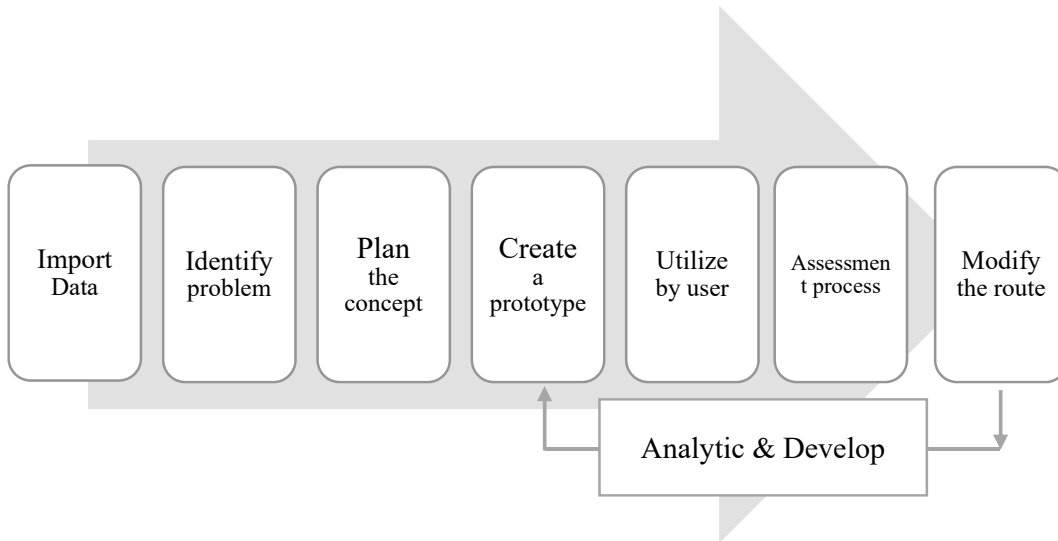 Import
Data
Identify
problem
Plan
the
concept
Create
a
prototype
Utilize
by user
Assessmen
t process
Modify
the route
Analytic & Develop